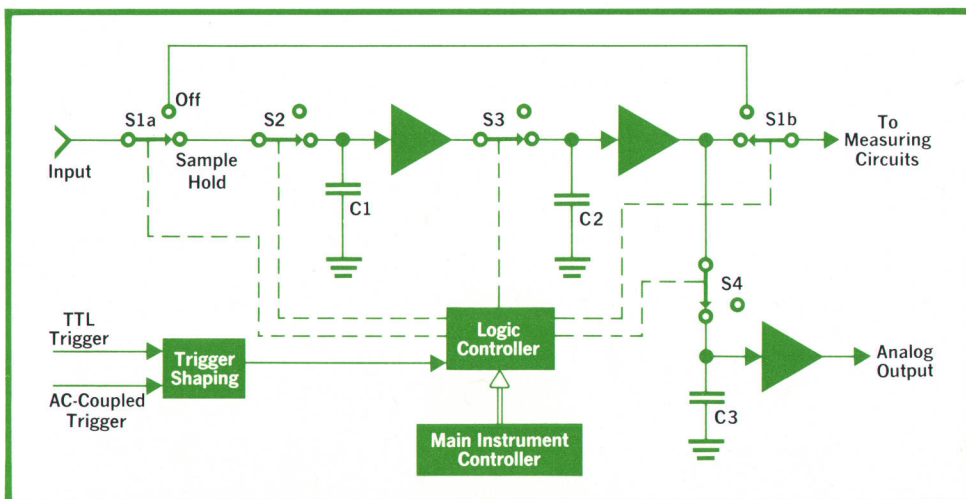 Off
S1a
S2
S3
S1b
Input
Sample
Hold
To
Measuring
Circuits
C1
C2
S4
TTL
Trigger
Trigger
Shaping
Logic
Controller
Analog
Output
AC-Coupled
Trigger
C3
Main Instrument
Controller